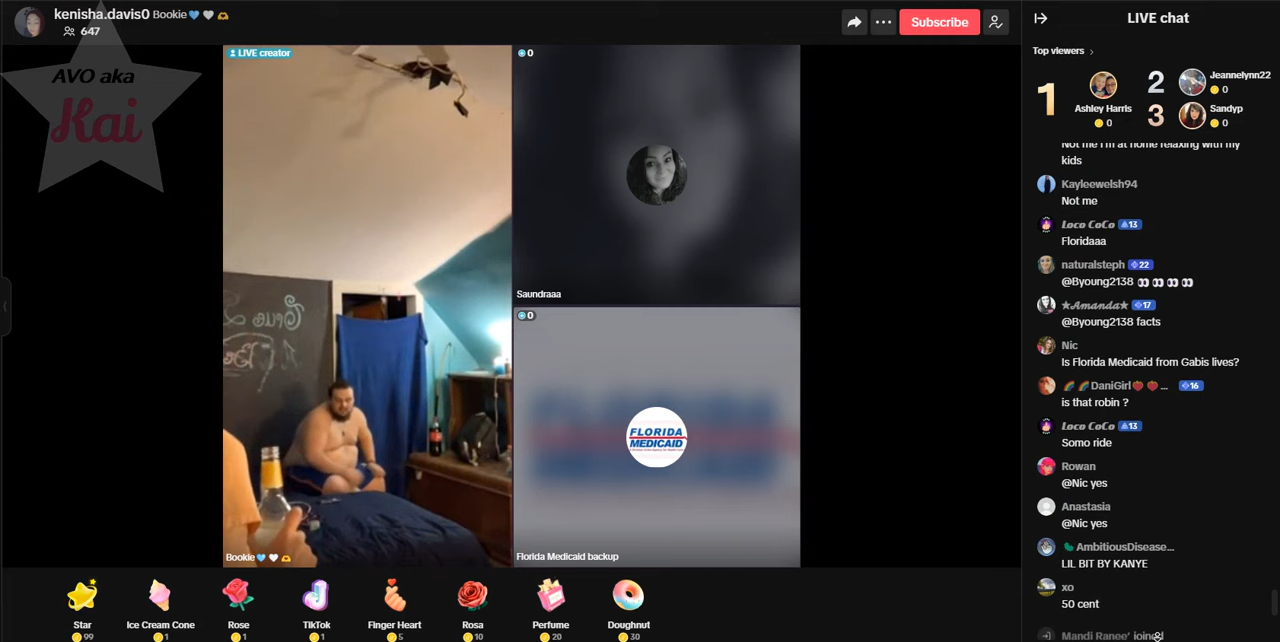 kenisha.davis0 Bookie💙🤍🫶
647
Subscribe
AVO aka
Kai
LIVE creator
0
Saundraaa
0
FLORIDA
MEDICAID
Bookie💙🤍🫶
Florida Medicaid backup
Star
99
Ice Cream Cone
1
Rose
1
TikTok
1
Finger Heart
5
Rosa
10
Perfume
20
Doughnut
30
LIVE chat
Top viewers
1
Ashley Harris
0
2
Jeannelynn22
0
3
Sandyp
0
Not me I'm at home relaxing with my
kids
Kayleewelsh94
Not me
Loco CoCo 13
Floridaaa
naturalsteph 22
@Byoung2138 👀 👀 👀 👀
★Amanda★ 17
@Byoung2138 facts
Nic
Is Florida Medicaid from Gabis lives?
🌈🌈DaniGirl🍓🍓... 16
is that robin ?
Loco CoCo 13
Somo ride
Rowan
@Nic yes
Anastasia
@Nic yes
🦠AmbitiousDisease...
LIL BIT BY KANYE
xo
50 cent
Mandi Ranee' joined